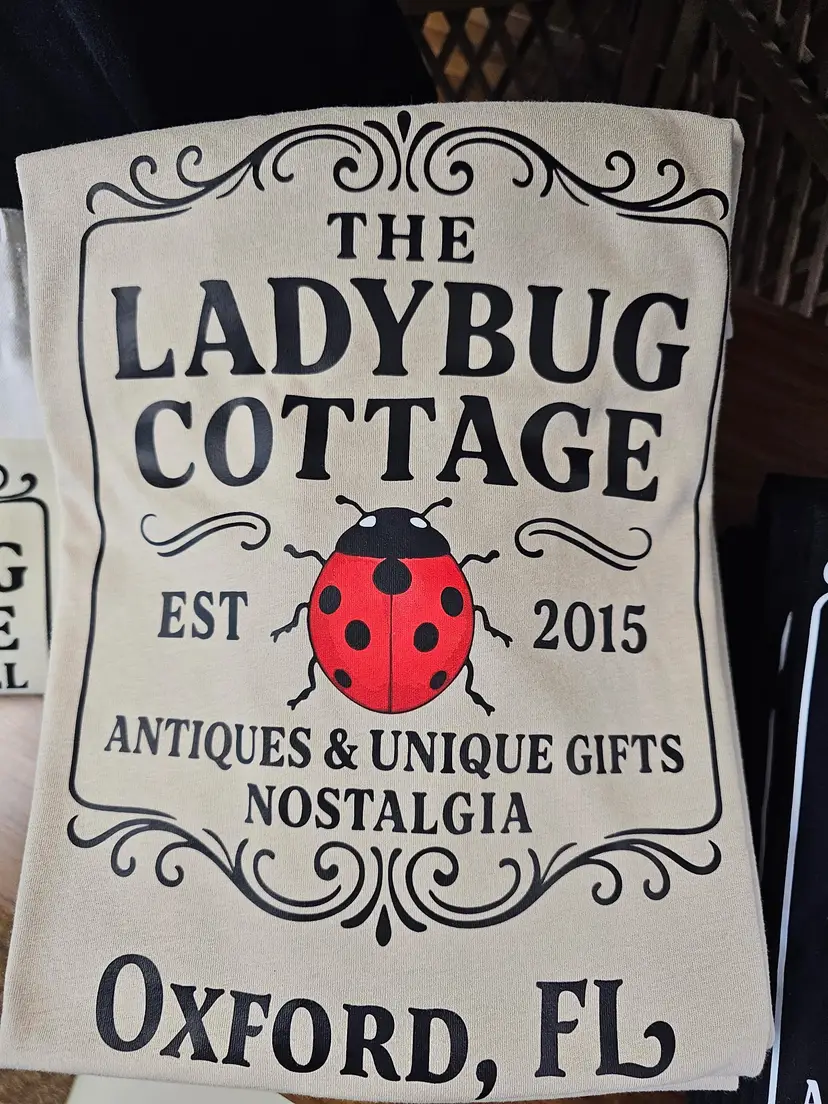 THE
LADYBUG
COTTAGE
EST 2015
ANTIQUES & UNIQUE GIFTS
NOSTALGIA
OXFORD, FL